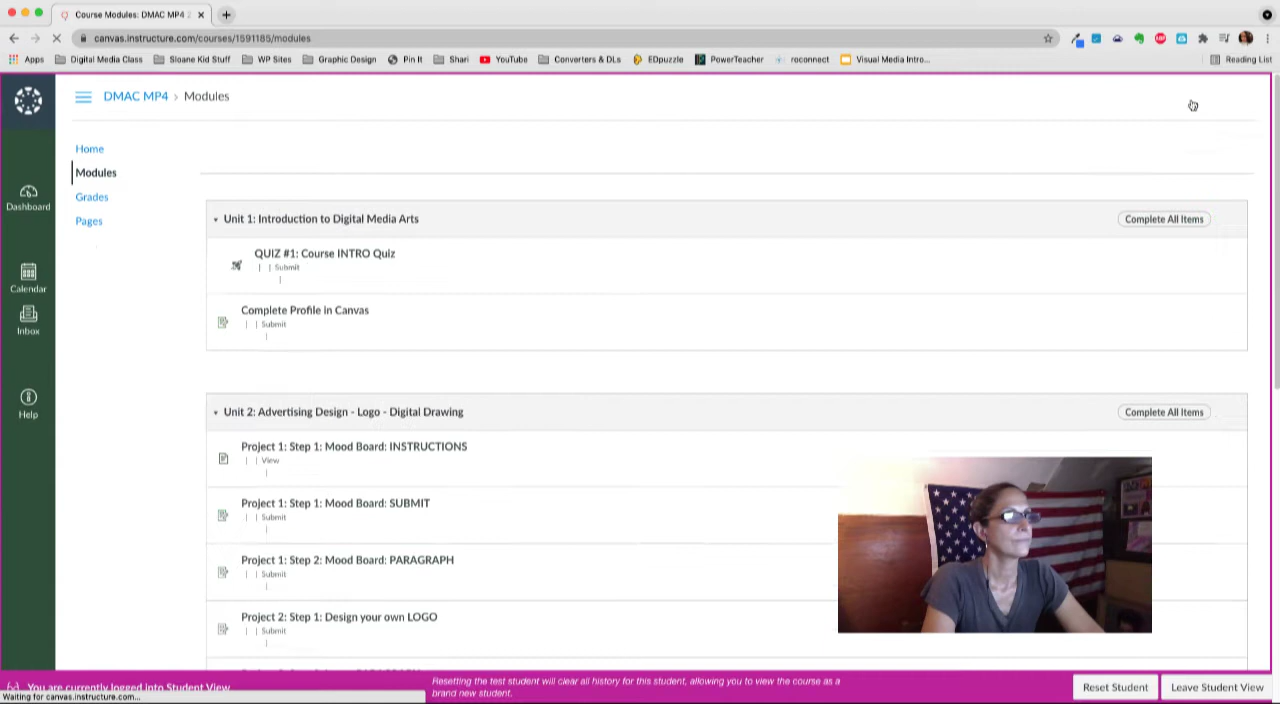 Course Modules: DMAC MP4
canvas.instructure.com/courses/1591185/modules
Apps Digital Media Class Sloane Kid Stuff WP Sites Graphic Design Pin It Shari YouTube Converters & DLs EDpuzzle PowerTeacher reconnect Visual Media Intro... Reading List
DMAC MP4 › Modules
Home
Modules
Grades
Pages
Dashboard
Calendar
Inbox
Help
Unit 1: Introduction to Digital Media Arts Complete All Items
QUIZ #1: Course INTRO Quiz
| | Submit
|
Complete Profile in Canvas
| | Submit
|
Unit 2: Advertising Design - Logo - Digital Drawing Complete All Items
Project 1: Step 1: Mood Board: INSTRUCTIONS
| | View
|
Project 1: Step 1: Mood Board: SUBMIT
| | Submit
|
Project 1: Step 2: Mood Board: PARAGRAPH
| | Submit
|
Project 2: Step 1: Design your own LOGO
| | Submit
|
You are currently logged into Student View
Waiting for canvas.instructure.com...
Resetting the test student will clear all history for this student, allowing you to view the course as a
brand new student.
Reset Student Leave Student View